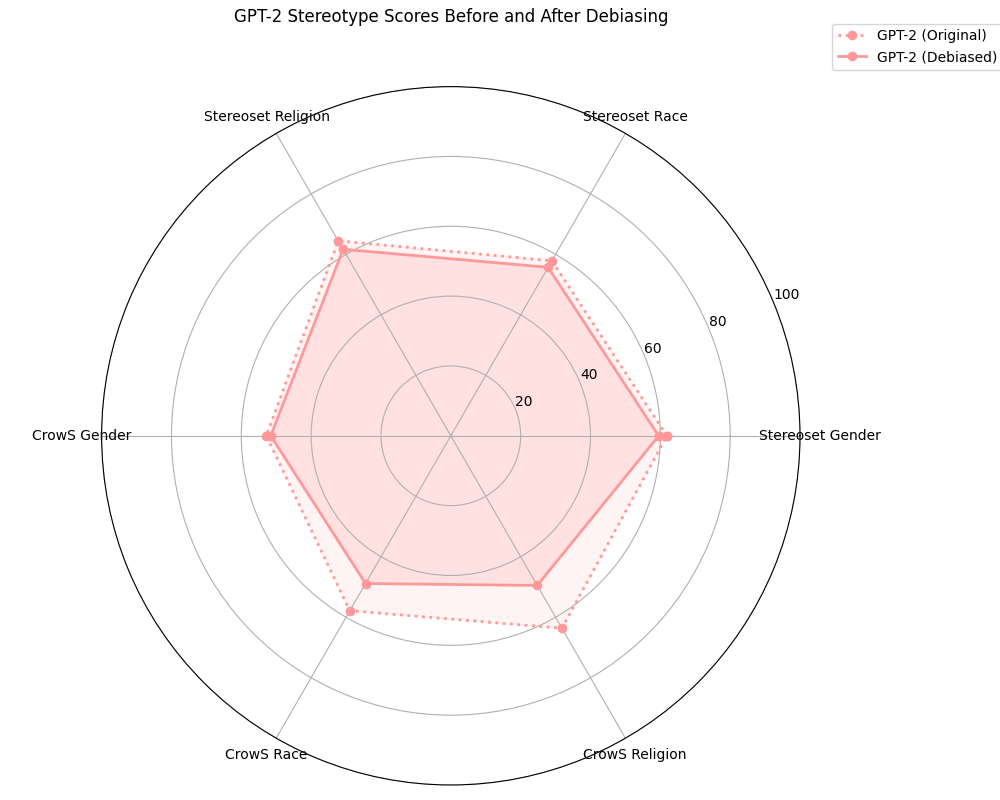 GPT-2 Stereotype Scores Before and After Debiasing
GPT-2 (Original)
GPT-2 (Debiased)
Stereoset Religion
Stereoset Race
100
80
60
40
20
CrowS Gender
Stereoset Gender
CrowS Race
CrowS Religion